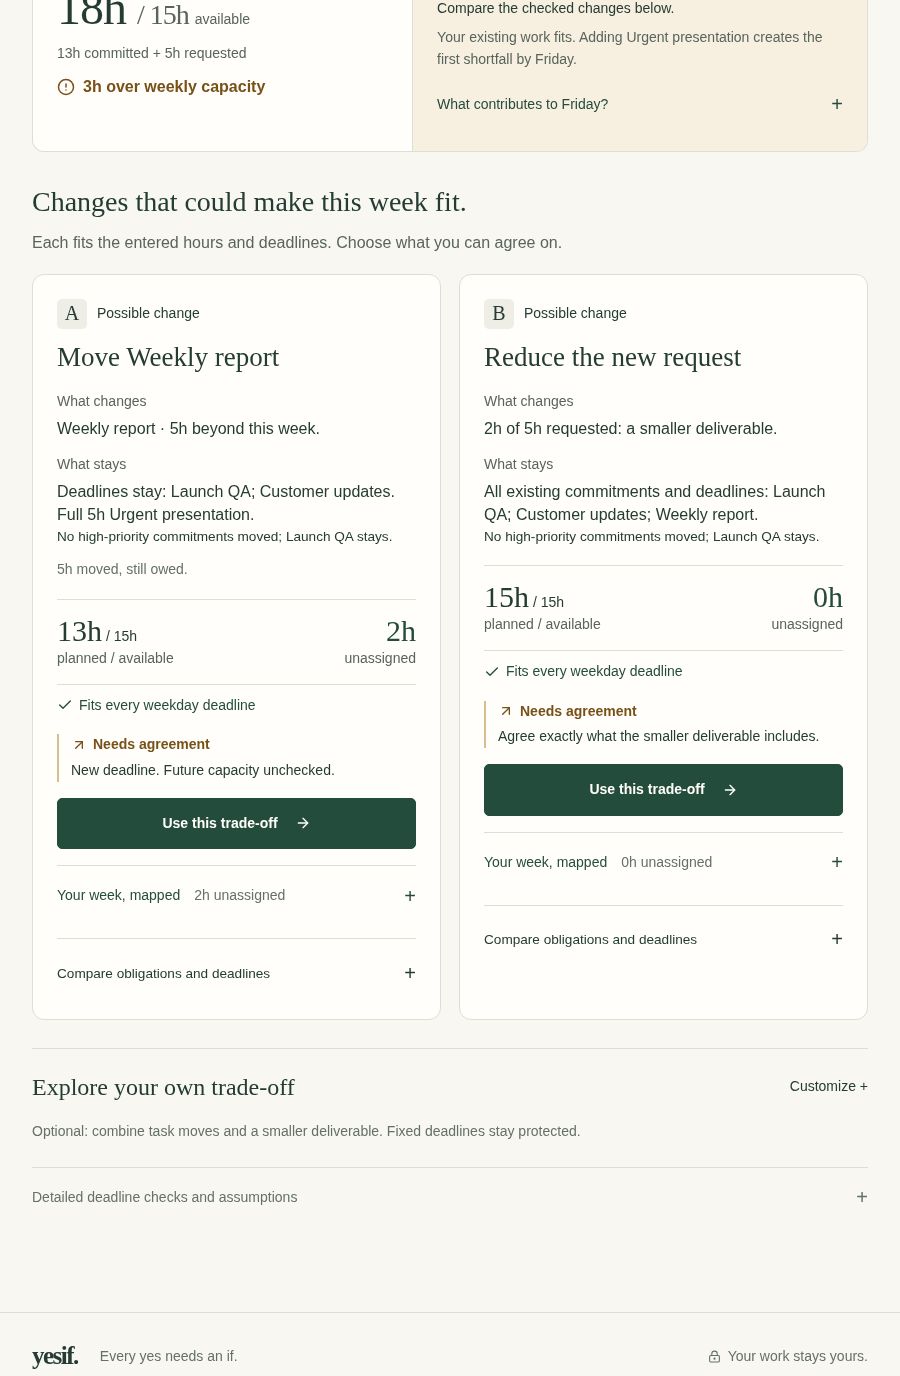 18h / 15h available
13h committed + 5h requested
3h over weekly capacity
Compare the checked changes below.
Your existing work fits. Adding Urgent presentation creates the
first shortfall by Friday.
What contributes to Friday? +
Changes that could make this week fit.
Each fits the entered hours and deadlines. Choose what you can agree on.
A Possible change
Move Weekly report
What changes
Weekly report · 5h beyond this week.
What stays
Deadlines stay: Launch QA; Customer updates.
Full 5h Urgent presentation.
No high-priority commitments moved; Launch QA stays.
5h moved, still owed.
13h / 15h 2h
planned / available unassigned
Fits every weekday deadline
Needs agreement
New deadline. Future capacity unchecked.
Use this trade-off
Your week, mapped 2h unassigned +
Compare obligations and deadlines +
B Possible change
Reduce the new request
What changes
2h of 5h requested: a smaller deliverable.
What stays
All existing commitments and deadlines: Launch
QA; Customer updates; Weekly report.
No high-priority commitments moved; Launch QA stays.
15h / 15h 0h
planned / available unassigned
Fits every weekday deadline
Needs agreement
Agree exactly what the smaller deliverable includes.
Use this trade-off
Your week, mapped 0h unassigned +
Compare obligations and deadlines +
Explore your own trade-off Customize +
Optional: combine task moves and a smaller deliverable. Fixed deadlines stay protected.
Detailed deadline checks and assumptions +
yesif. Every yes needs an if. Your work stays yours.